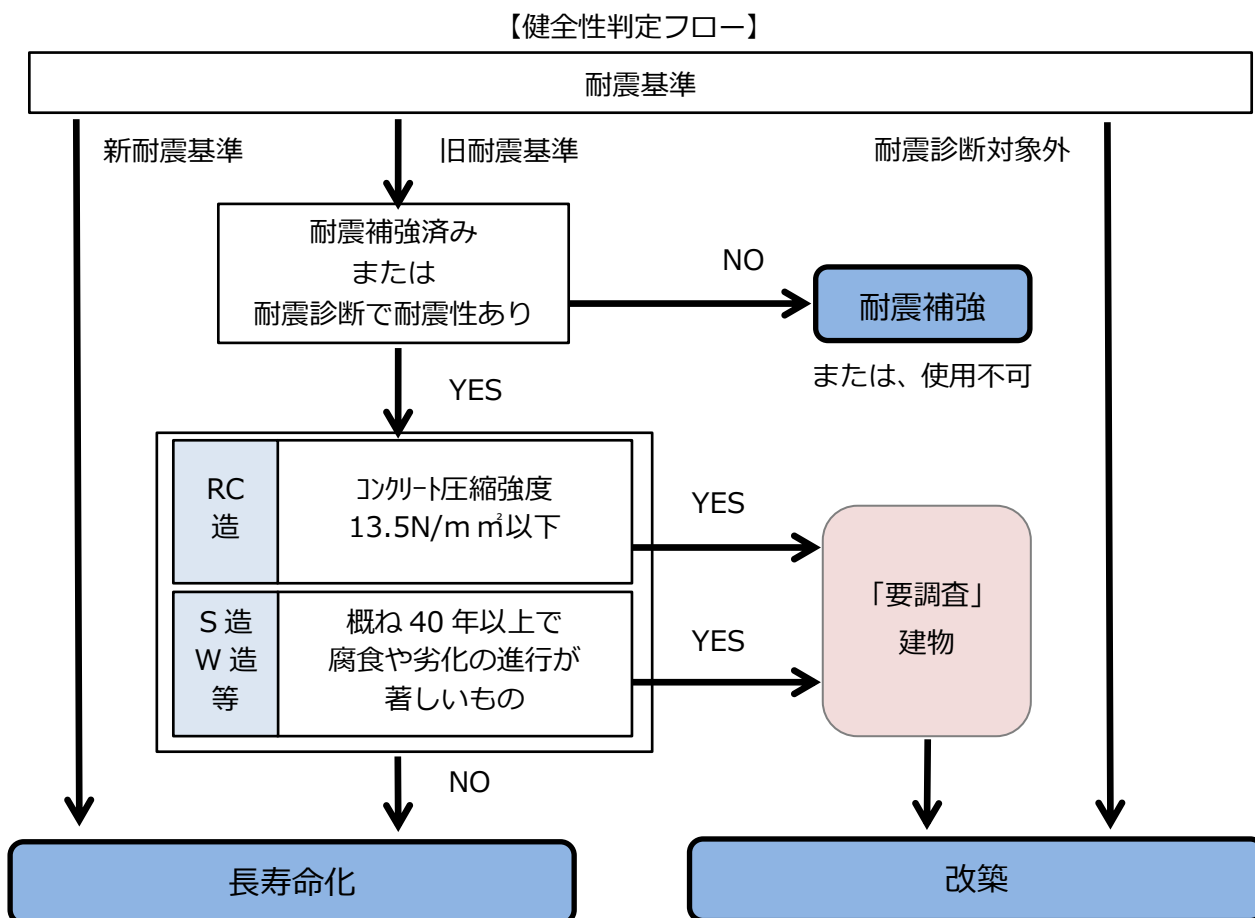 【健全性判定フロー】
耐震基準
新耐震基準
旧耐震基準
耐震診断対象外
耐震補強済み
または
耐震診断で耐震性あり
NO
耐震補強
または、使用不可
YES
RC
造
ｺﾝｸﾘｰﾄ圧縮強度
13.5N/m㎡以下
YES
S造
W造
等
概ね40年以上で
腐食や劣化の進行が
著しいもの
YES
「要調査」
建物
NO
長寿命化
改築